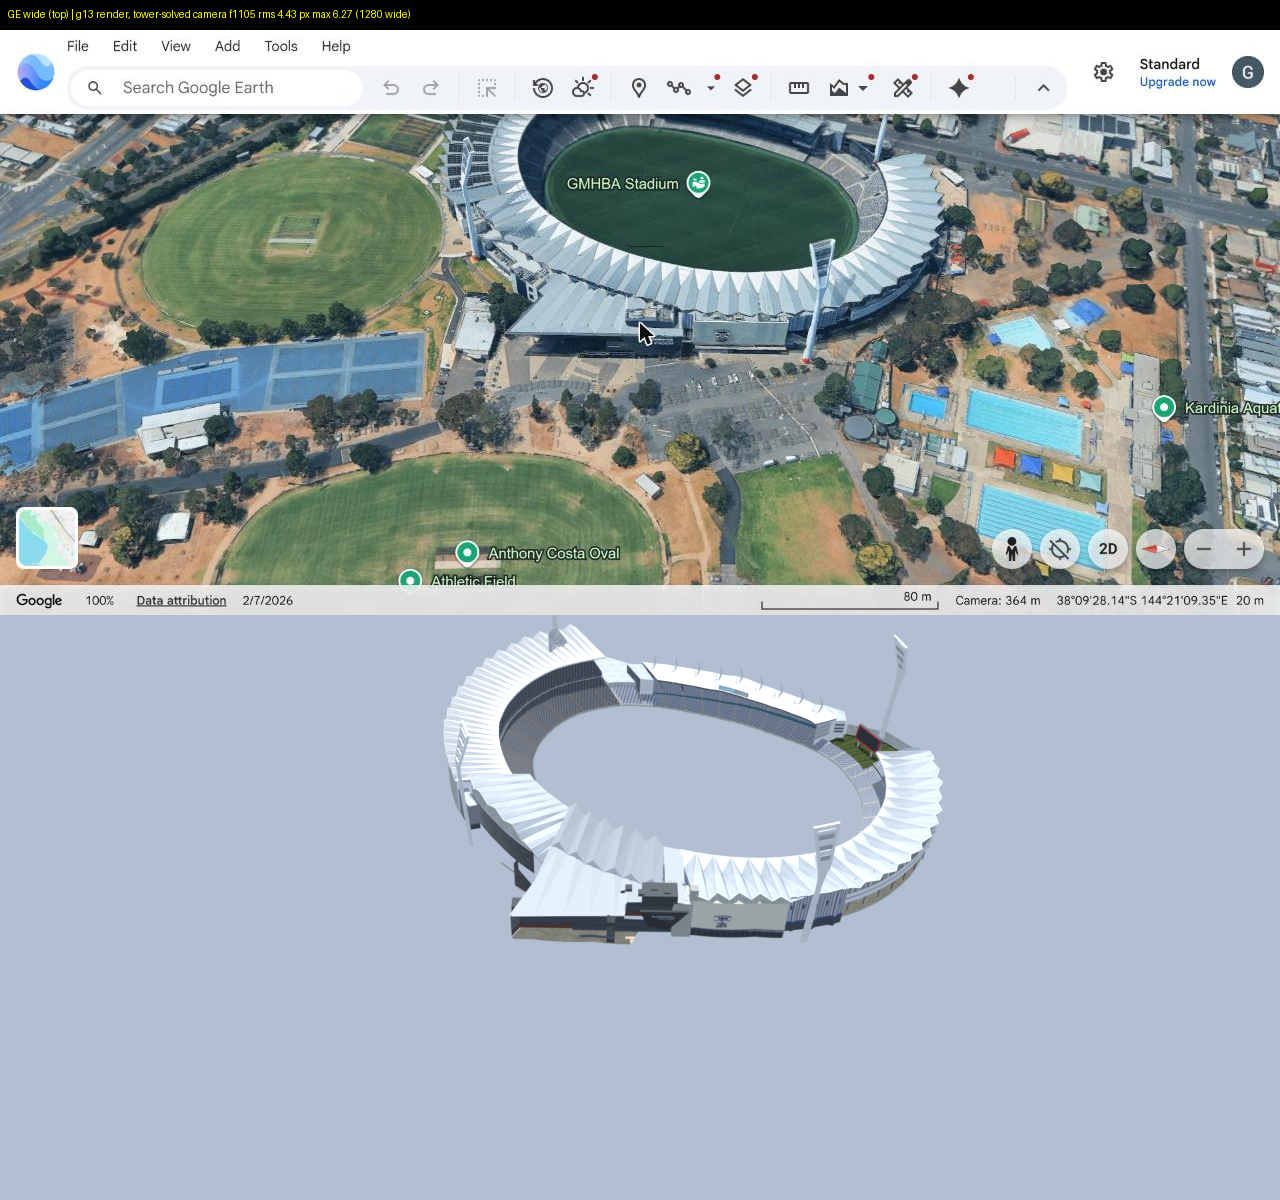 GE wide (top) | g13 render, tower-solved camera f1105 rms 4.43 px max 6.27 (1280 wide)
File Edit View Add Tools Help
Search Google Earth
Standard
Upgrade now
G
GMHBA Stadium
Kardinia Aquat
Anthony Costa Oval
Athletic Field
2D
Google 100% Data attribution 2/7/2026 80 m Camera: 364 m 38°09'28.14"S 144°21'09.35"E 20 m